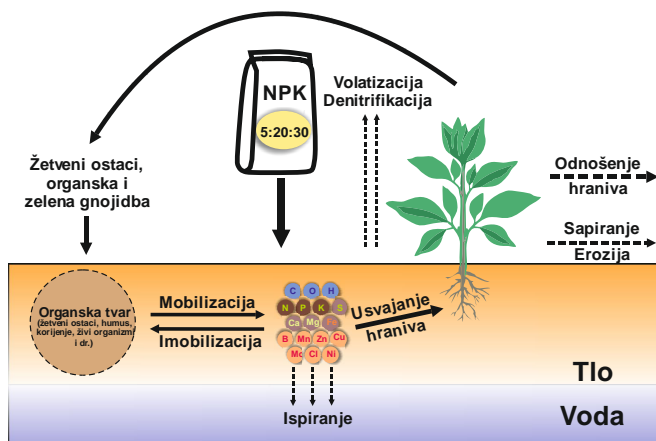 NPK
5:20:30
Volatizacija
Denitrifikacija
Žetveni ostaci,
organska i
zelena gnojidba
Odnošenje
hraniva
Sapiranje
Erozija
Organska tvar
(žetveni ostaci, humus,
korijenje, živi organizmi
i dr.)
Mobilizacija
Imobilizacija
C O H
N P K S
Ca Mg Fe
B Mn Zn Cu
Mo Cl Ni
Usvajanje
hraniva
Ispiranje
Tlo
Voda